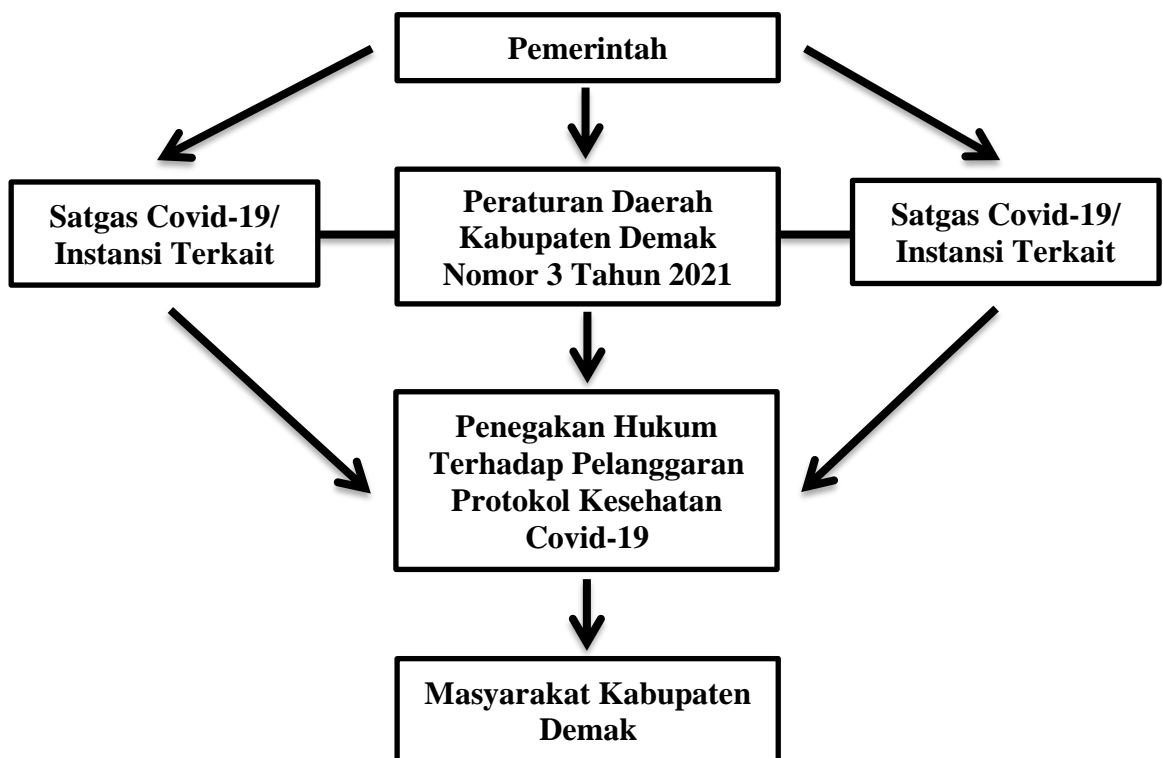 Pemerintah
Satgas Covid-19/
Instansi Terkait
Peraturan Daerah
Kabupaten Demak
Nomor 3 Tahun 2021
Satgas Covid-19/
Instansi Terkait
Penegakan Hukum
Terhadap Pelanggaran
Protokol Kesehatan
Covid-19
Masyarakat Kabupaten
Demak